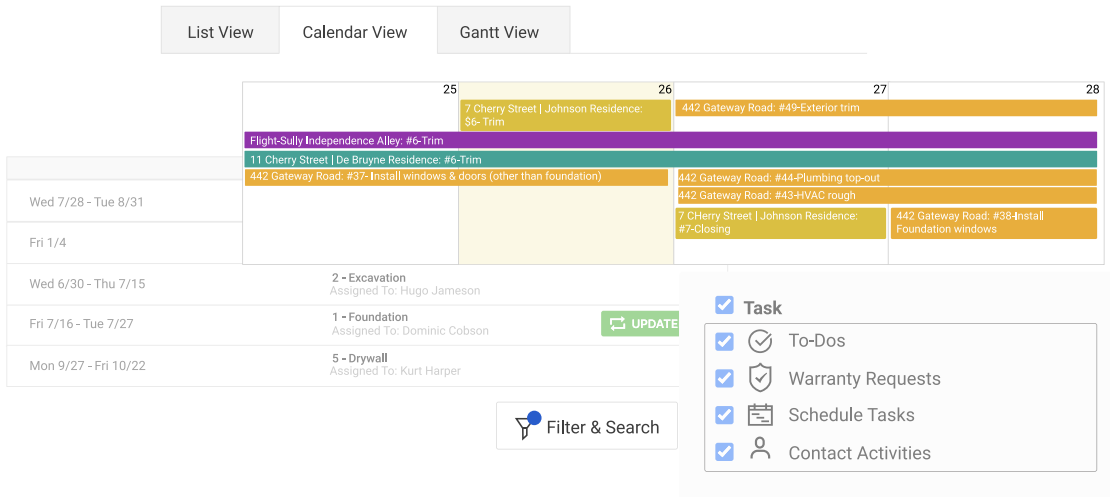 List View
Calendar View
Gantt View
25
26
27
28
7 Cherry Street | Johnson Residence:
$6- Trim
442 Gateway Road: #49-Exterior trim
Flight-Sully Independence Alley: #6-Trim
11 Cherry Street | De Bruyne Residence: #6-Trim
442 Gateway Road: #37- Install windows & doors (other than foundation)
442 Gateway Road: #44-Plumbing top-out
442 Gateway Road: #43-HVAC rough
7 CHerry Street | Johnson Residence:
#7-Closing
442 Gateway Road: #38-Install
Foundation windows
Wed 7/28 - Tue 8/31
Fri 1/4
Wed 6/30 - Thu 7/15
2 - Excavation
Assigned To: Hugo Jameson
Fri 7/16 - Tue 7/27
1 - Foundation
Assigned To: Dominic Cobson
UPDATE
Mon 9/27 - Fri 10/22
5 - Drywall
Assigned To: Kurt Harper
Filter & Search
Task
To-Dos
Warranty Requests
Schedule Tasks
Contact Activities